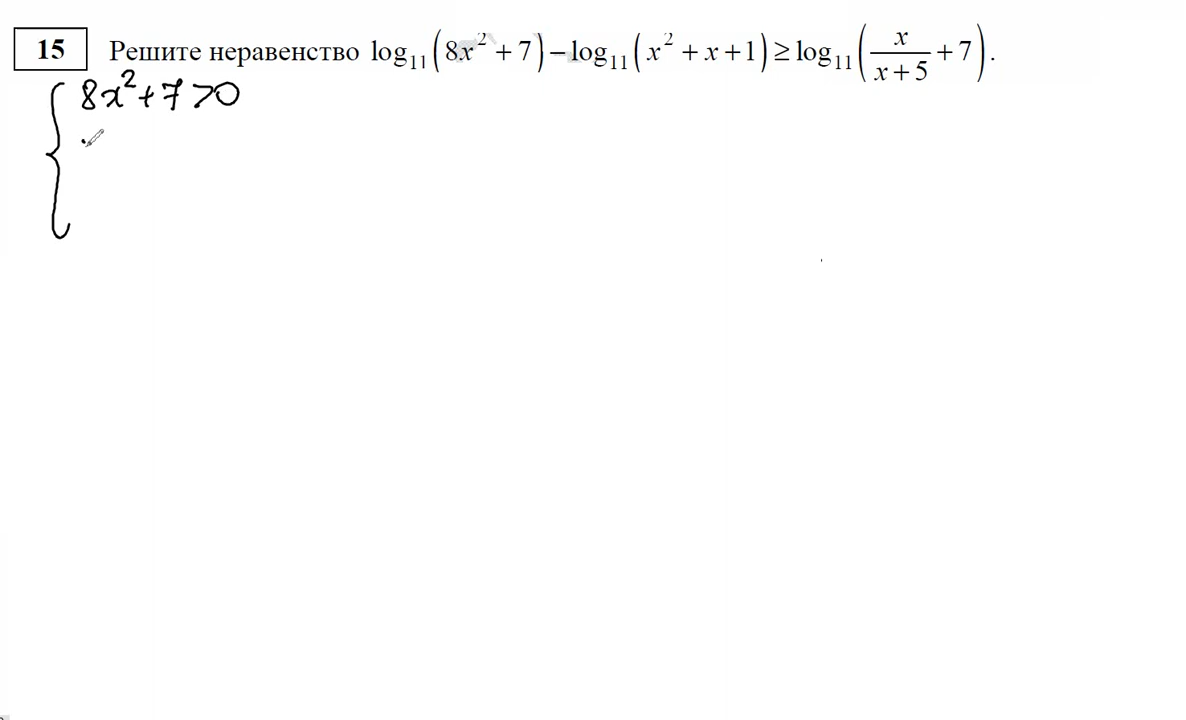 15 Решите неравенство log₁₁(8x² + 7) − log₁₁(x² + x + 1) ≥ log₁₁(x/(x + 5) + 7).
{ 8x² + 7 > 0